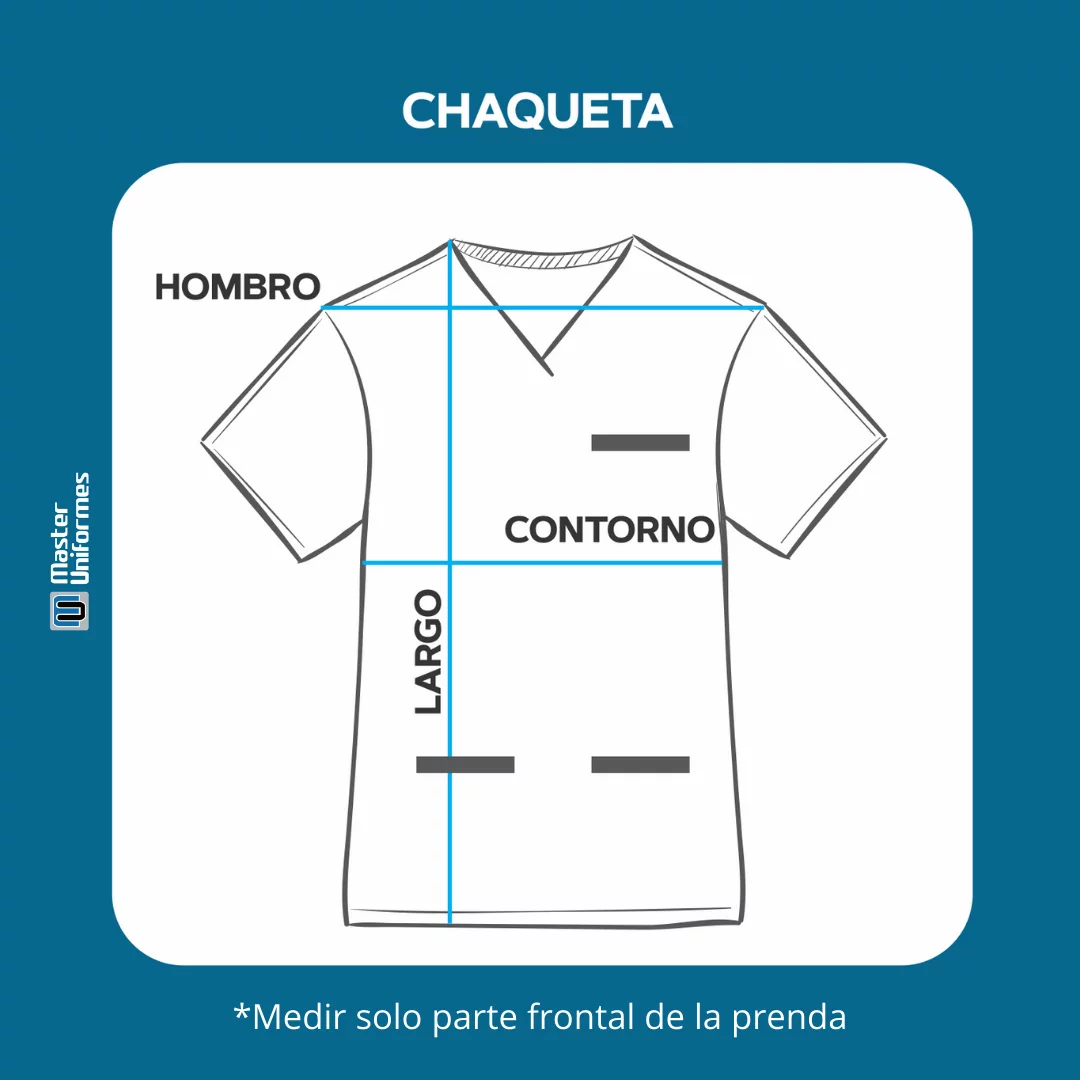 CHAQUETA
HOMBRO
CONTORNO
LARGO
Master
Uniformes
*Medir solo parte frontal de la prenda